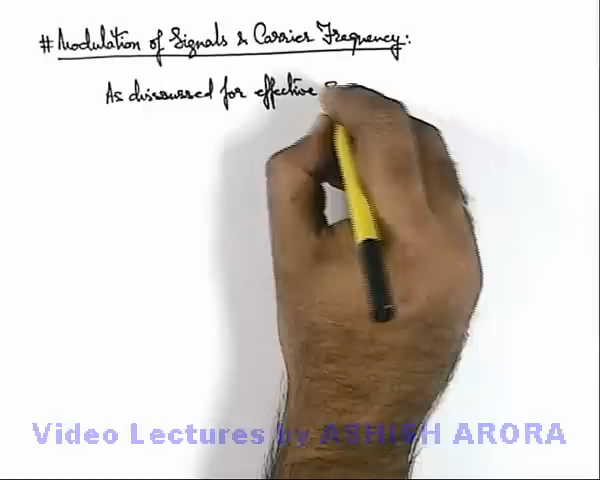 # Modulation of Signals & Carrier Frequency:
As discussed for effective
Video Lectures by ASHISH ARORA